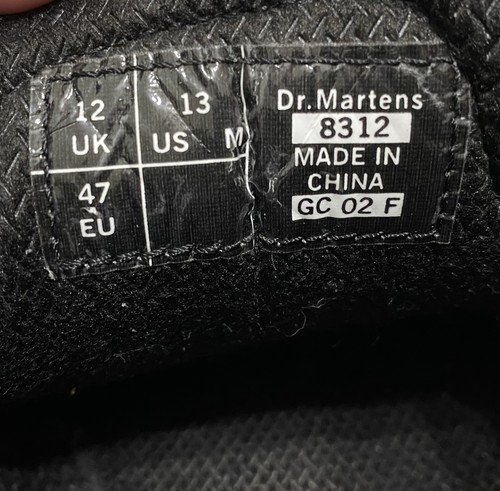 12
UK
13
US M
47
EU
Dr.Martens
8312
MADE IN
CHINA
GC 02 F